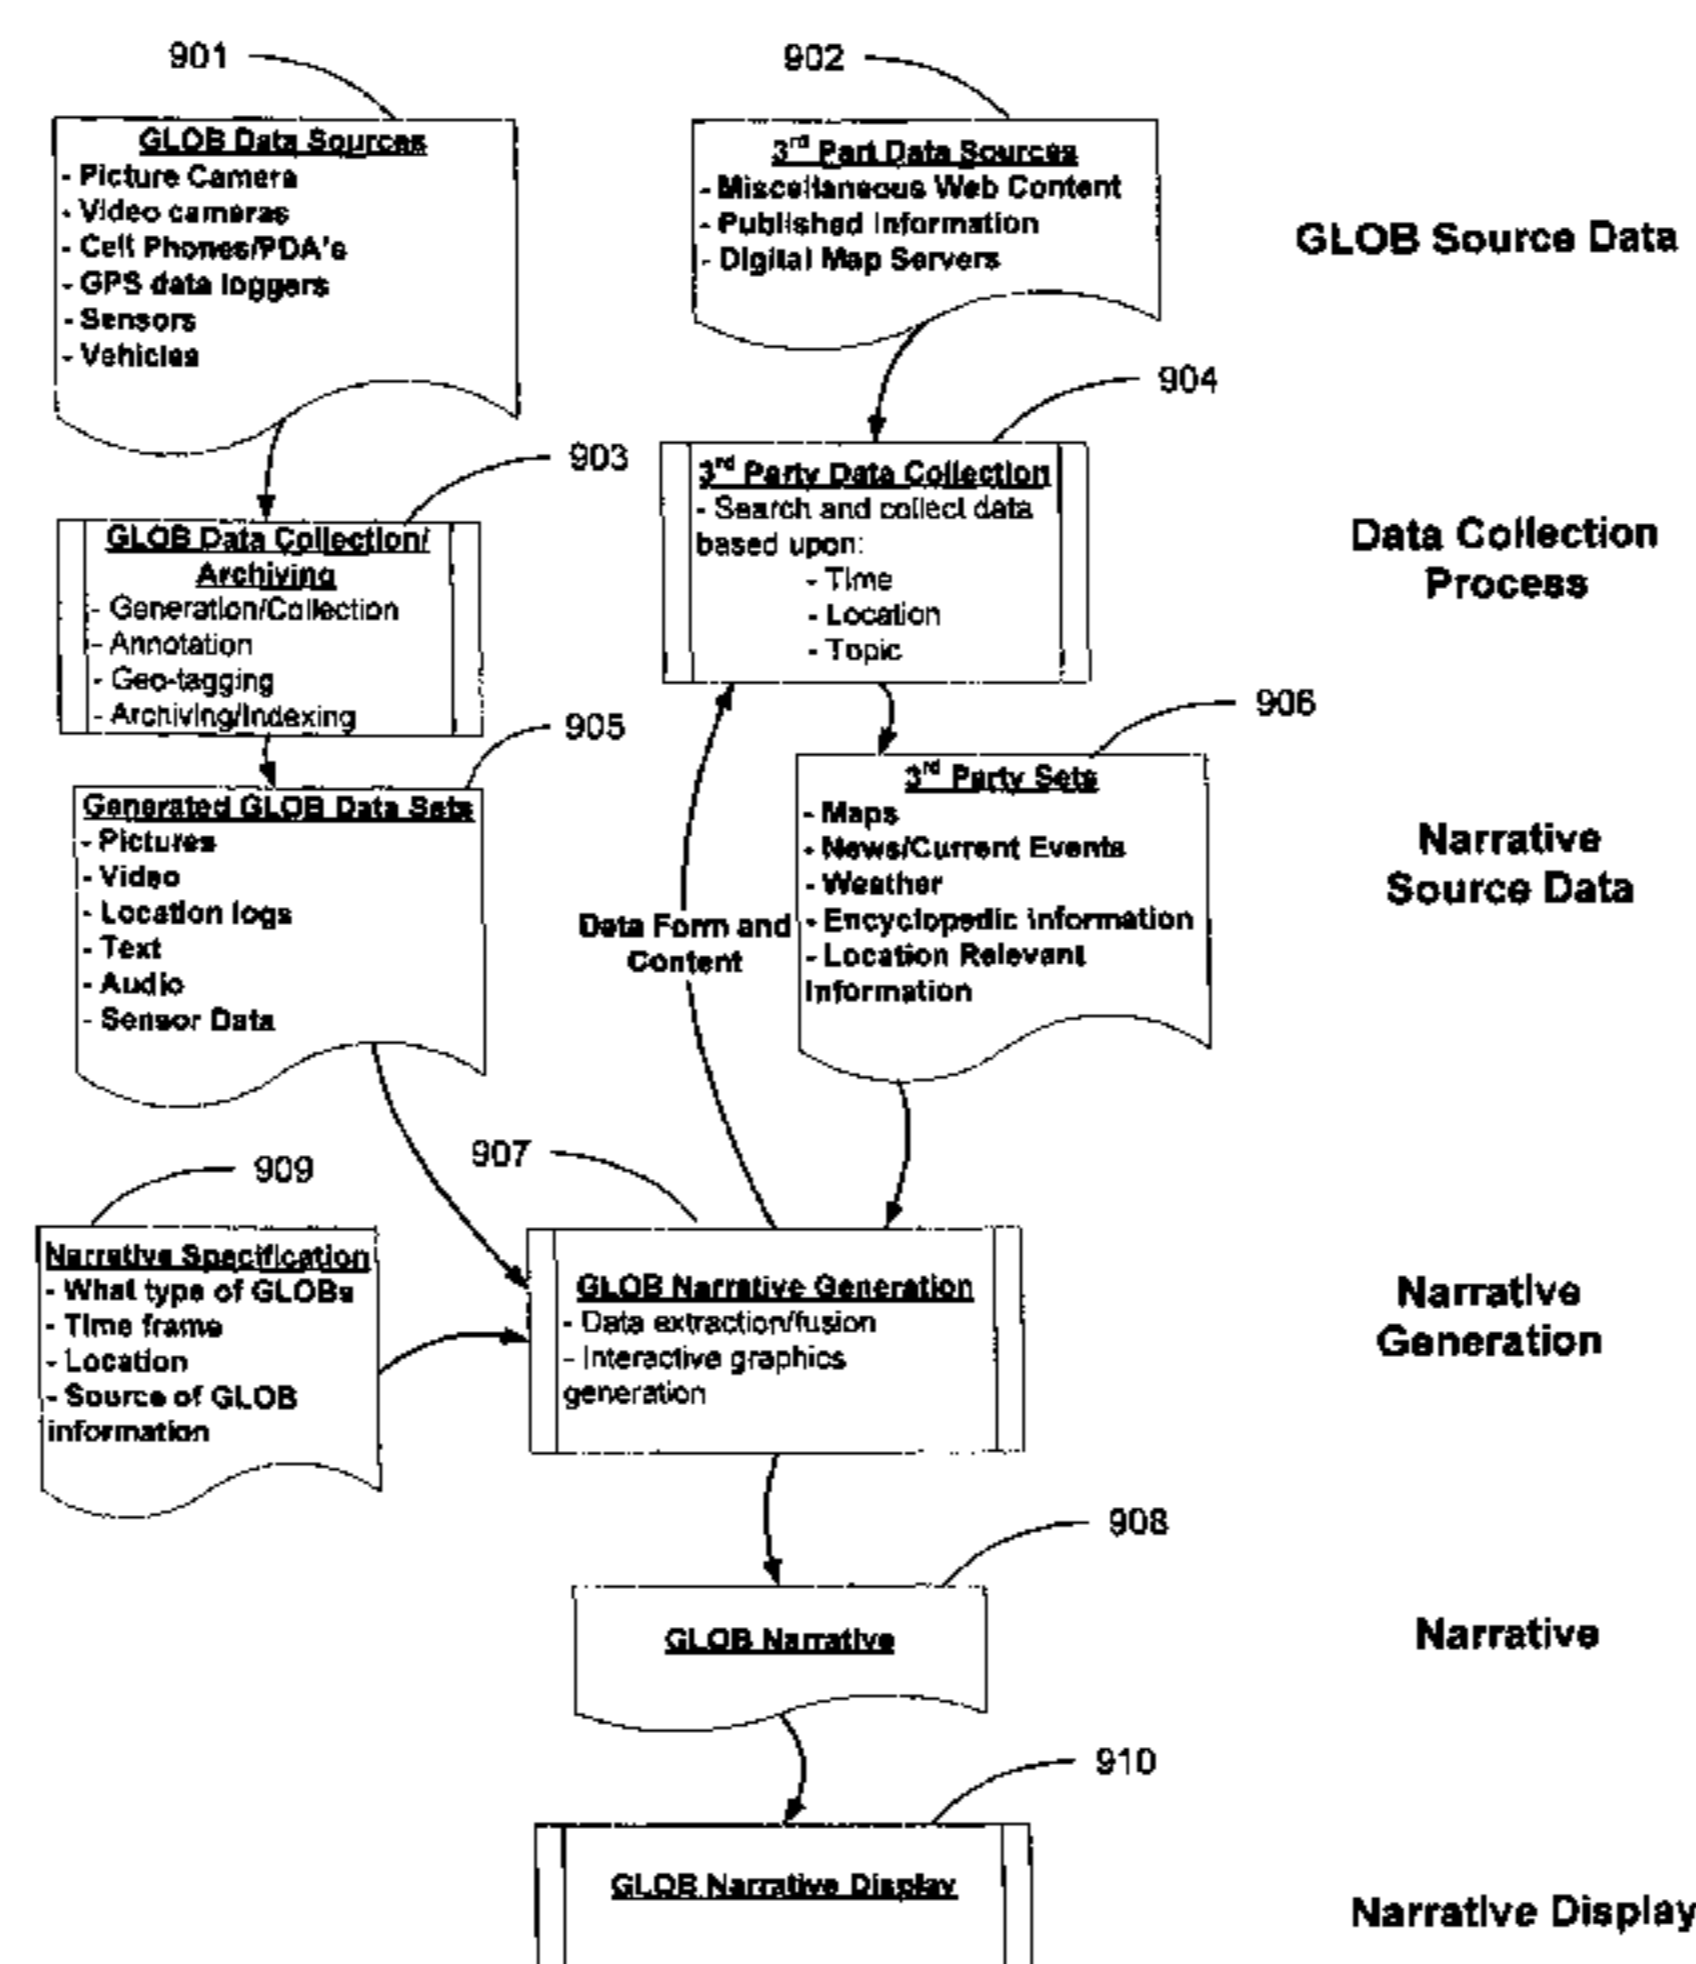 901
GLOB Data Sources
- Picture Camera
- Video cameras
- Cell Phones/PDA's
- GPS data loggers
- Sensors
- Vehicles
902
3rd Part Data Sources
- Miscellaneous Web Content
- Published Information
- Digital Map Servers
GLOB Source Data
903
GLOB Data Collection/
Archiving
- Generation/Collection
- Annotation
- Geo-tagging
- Archiving/Indexing
904
3rd Party Data Collection
- Search and collect data
based upon:
- Time
- Location
- Topic
Data Collection
Process
905
Generated GLOB Data Sets
- Pictures
- Video
- Location logs
- Text
- Audio
- Sensor Data
Data Form and
Content
906
3rd Party Sets
- Maps
- News/Current Events
- Weather
- Encyclopedic Information
- Location Relevant
Information
Narrative
Source Data
909
Narrative Specification
- What type of GLOBs
- Time frame
- Location
- Source of GLOB
information
907
GLOB Narrative Generation
- Data extraction/fusion
- Interactive graphics
generation
Narrative
Generation
908
GLOB Narrative
Narrative
910
GLOB Narrative Display
Narrative Display